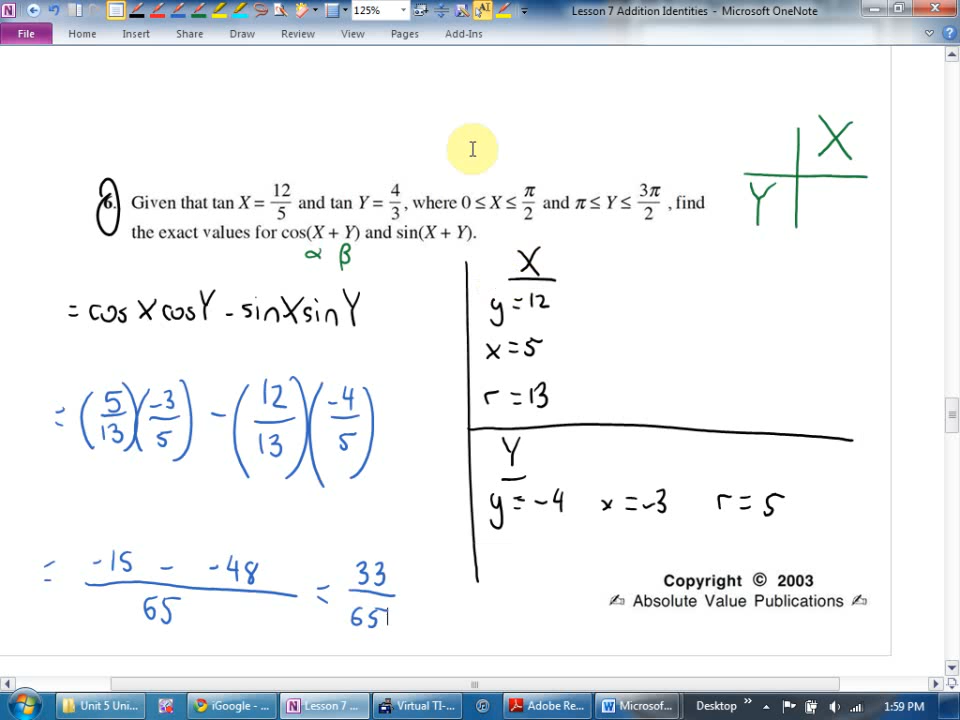 Lesson 7 Addition Identities - Microsoft OneNote
125%
File Home Insert Share Draw Review View Pages Add-Ins
X
Y
6. Given that tan X = 12/5 and tan Y = 4/3, where 0 ≤ X ≤ π/2 and π ≤ Y ≤ 3π/2, find
the exact values for cos(X + Y) and sin(X + Y).
α β
= cos X cos Y - sin X sin Y
= (5/13)(-3/5) - (12/13)(-4/5)
= -15 - -48 / 65 = 33/65
X
y = 12
x = 5
r = 13
Y
y = -4 x = -3 r = 5
Copyright © 2003
✍ Absolute Value Publications ✍
Unit 5 Uni... iGoogle - ... Lesson 7 ... Virtual TI-... Adobe Re... Microsof... Desktop » 1:59 PM